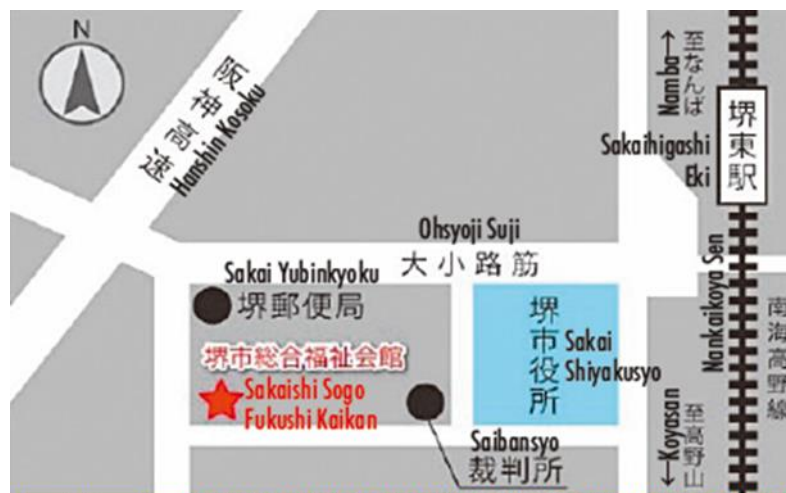 N
阪神高速
Hanshin Kosoku
Namba→
至なんば
堺東駅
Sakaihigashi
Eki
Ohsyoji Suji
大小路筋
Sakai Yubinkyoku
堺郵便局
堺市総合福祉会館
Sakaishi Sogo
Fukushi Kaikan
堺市役所
Sakai
Shiyakusyo
Saibansyo
裁判所
Nankaikoya Sen
南海高野線
←Koyasan
至高野山